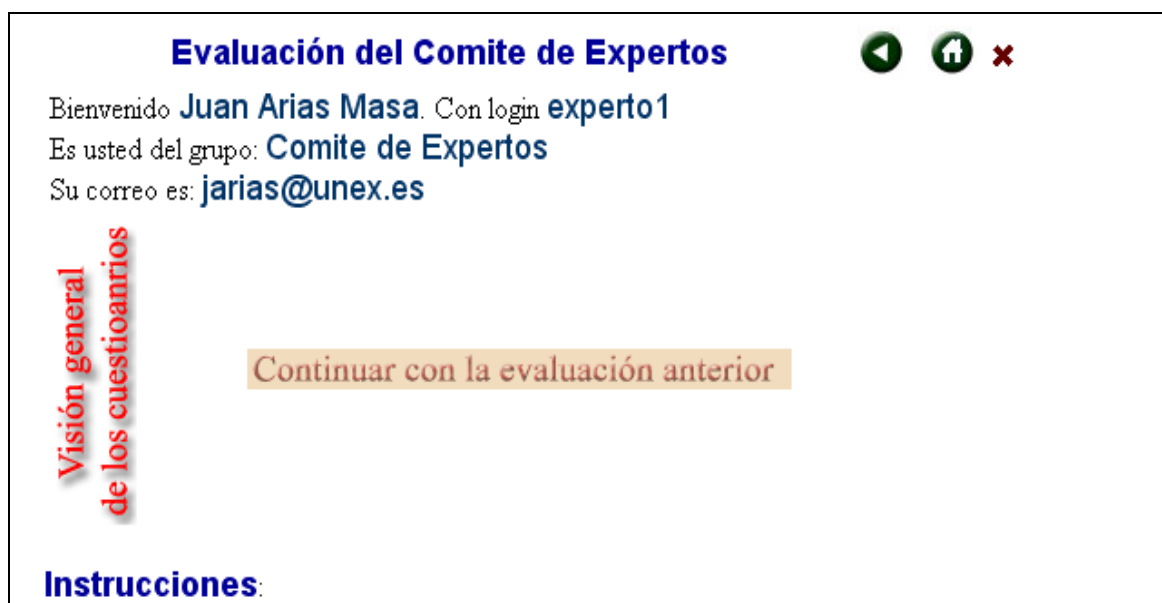 Evaluación del Comite de Expertos
Bienvenido Juan Arias Masa. Con login experto1
Es usted del grupo: Comite de Expertos
Su correo es: jarias@unex.es
Visión general
de los cuestioanrios
Continuar con la evaluación anterior
Instrucciones: